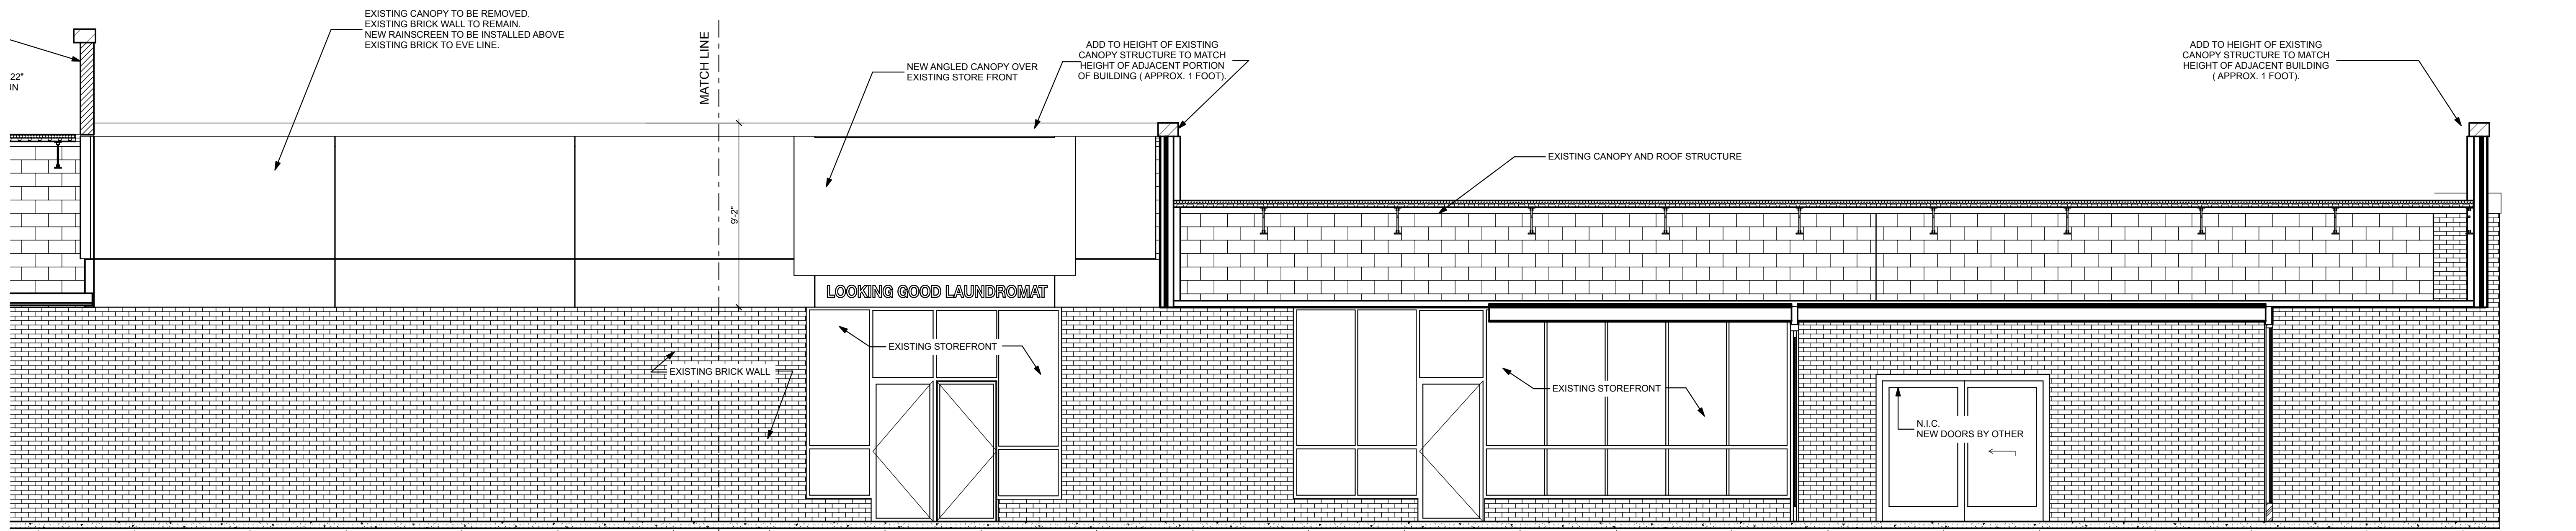 EXISTING CANOPY TO BE REMOVED.
EXISTING BRICK WALL TO REMAIN.
NEW RAINSCREEN TO BE INSTALLED ABOVE
EXISTING BRICK TO EVE LINE.
22"
MATCH LINE
NEW ANGLED CANOPY OVER
EXISTING STORE FRONT
ADD TO HEIGHT OF EXISTING
CANOPY STRUCTURE TO MATCH
HEIGHT OF ADJACENT PORTION
OF BUILDING ( APPROX. 1 FOOT).
ADD TO HEIGHT OF EXISTING
CANOPY STRUCTURE TO MATCH
HEIGHT OF ADJACENT BUILDING
( APPROX. 1 FOOT).
EXISTING CANOPY AND ROOF STRUCTURE
9'-2"
LOOKING GOOD LAUNDROMAT
EXISTING STOREFRONT
EXISTING BRICK WALL
EXISTING STOREFRONT
N.I.C.
NEW DOORS BY OTHER